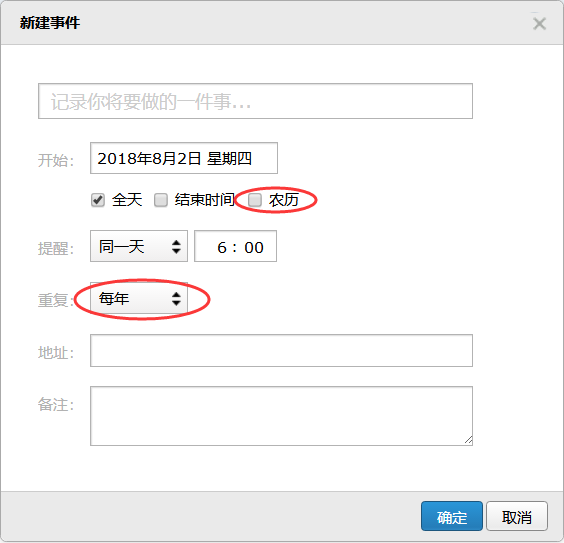 新建事件
记录你将要做的一件事...
开始: 2018年8月2日 星期四
全天 结束时间 农历
提醒: 同一天 6 : 00
重复: 每年
地址:
备注:
确定 取消